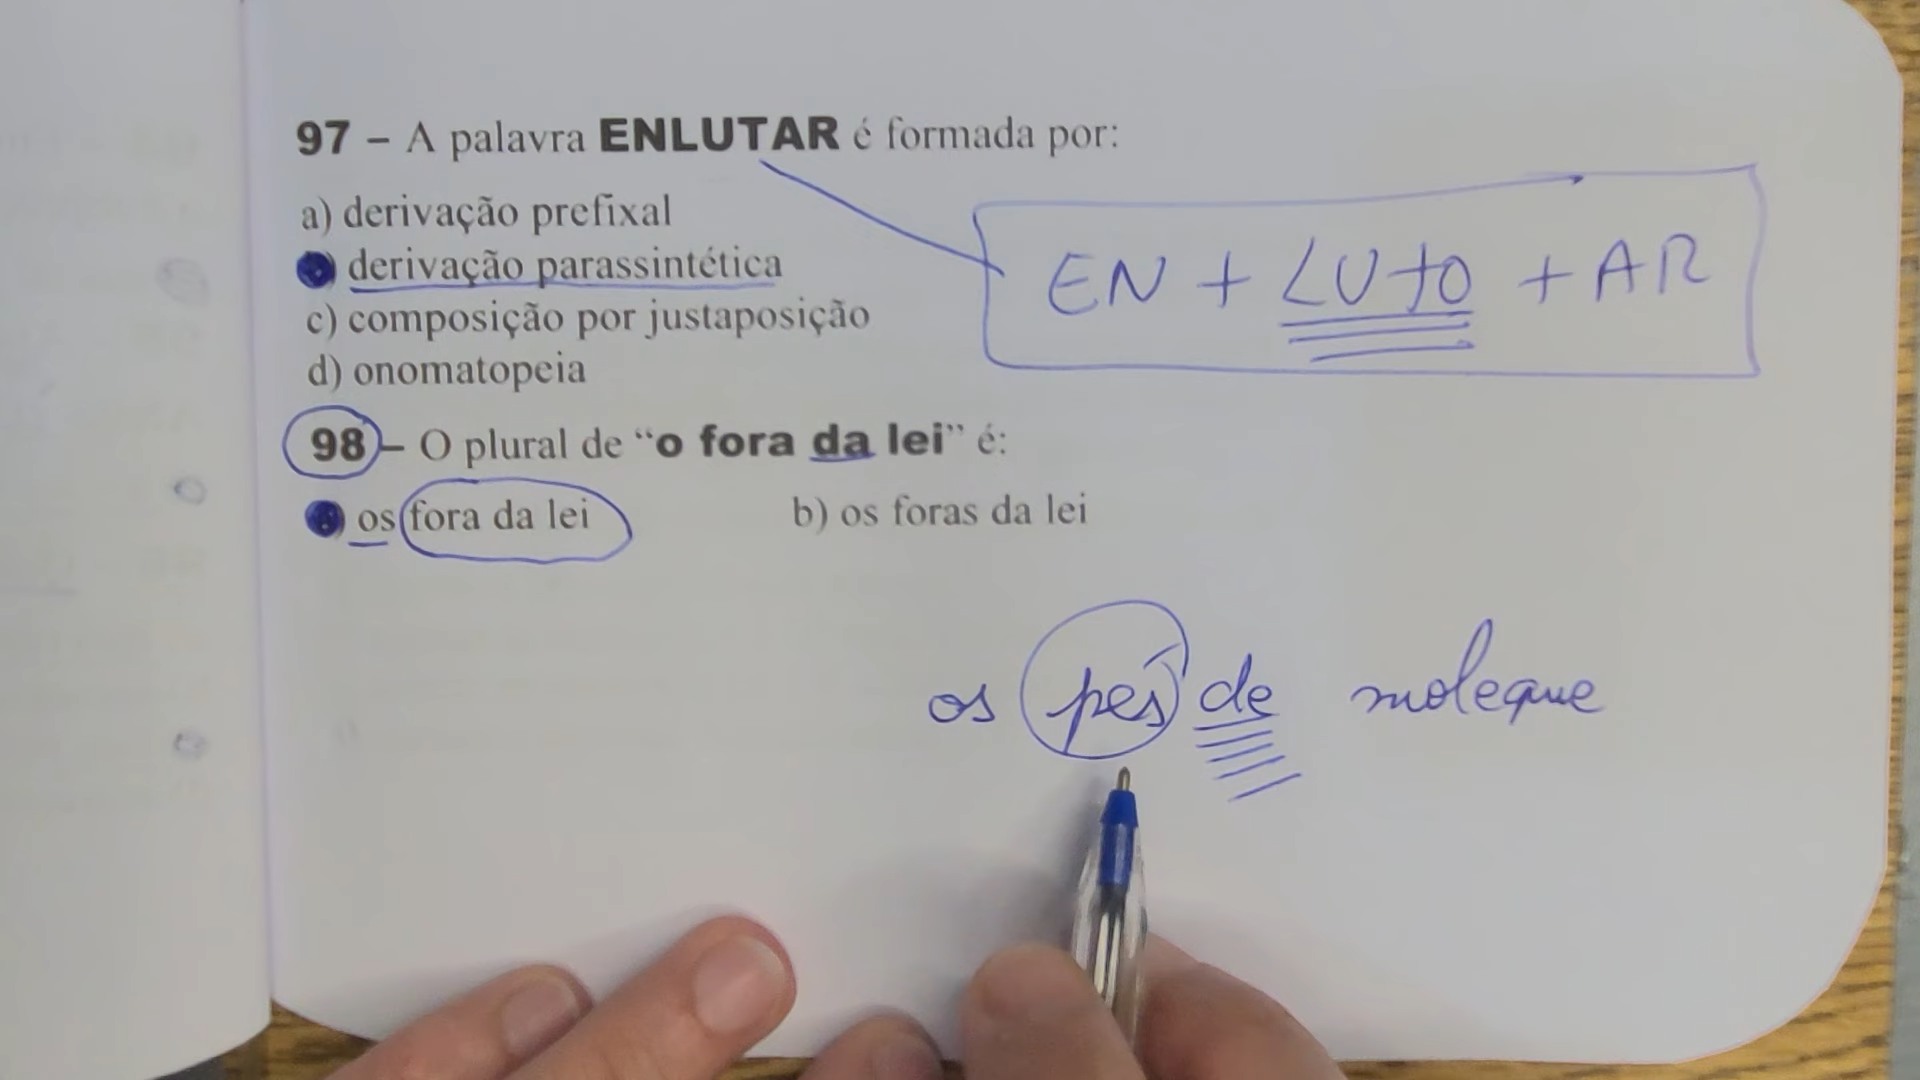 97 – A palavra ENLUTAR é formada por:
a) derivação prefixal
) derivação parassintética
c) composição por justaposição
d) onomatopeia
EN + LUtO + AR
98 – O plural de “o fora da lei” é:
) os fora da lei b) os foras da lei
os pés de moleque